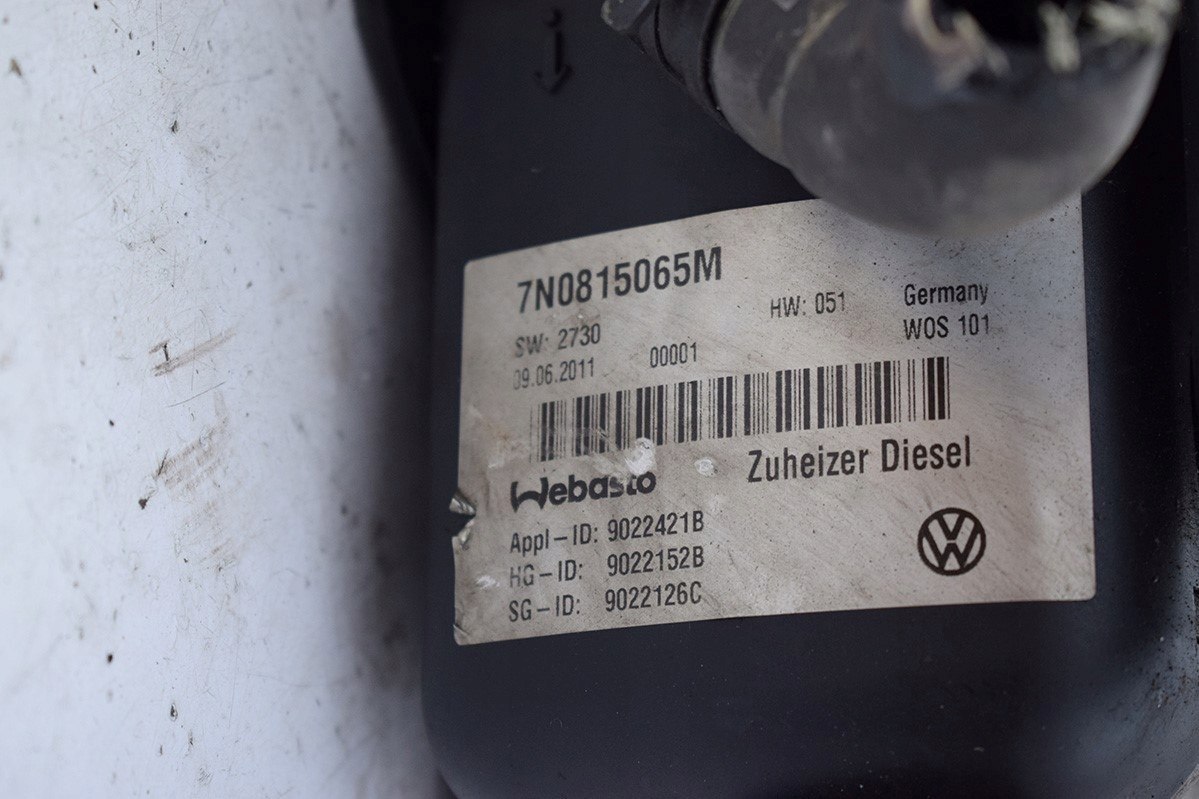 7N0815065M
SW: 2730
HW: 051
Germany
09.06.2011
00001
WOS 101
Webasto
Zuheizer Diesel
Appl-ID: 9022421B
HG-ID: 9022152B
SG-ID: 9022126C